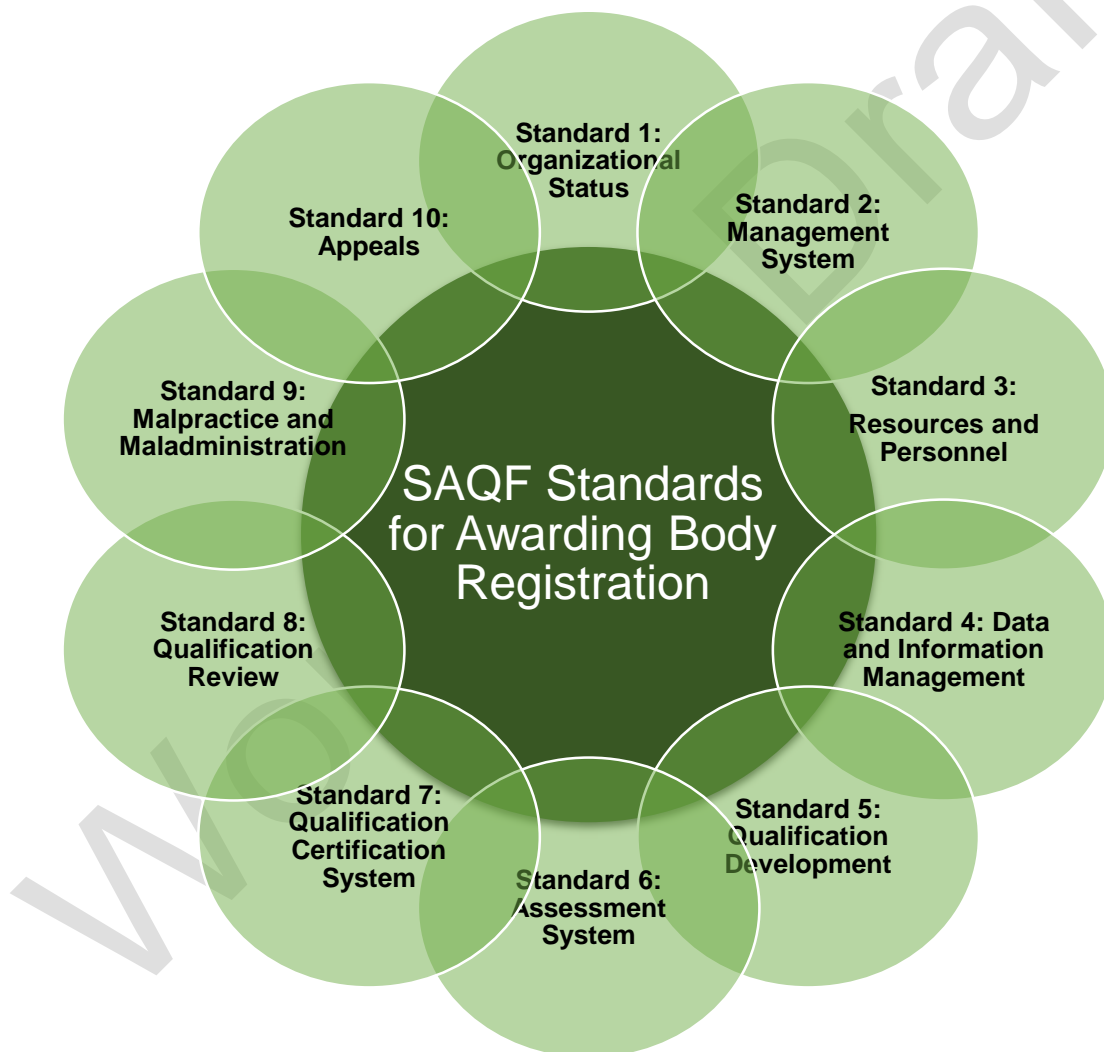 Standard 1:
Organizational
Status
Standard 2:
Management
System
Standard 3:
Resources and
Personnel
Standard 4: Data
and Information
Management
Standard 5:
Qualification
Development
Standard 6:
Assessment
System
Standard 7:
Qualification
Certification
System
Standard 8:
Qualification
Review
Standard 9:
Malpractice and
Maladministration
Standard 10:
Appeals
SAQF Standards
for Awarding Body
Registration